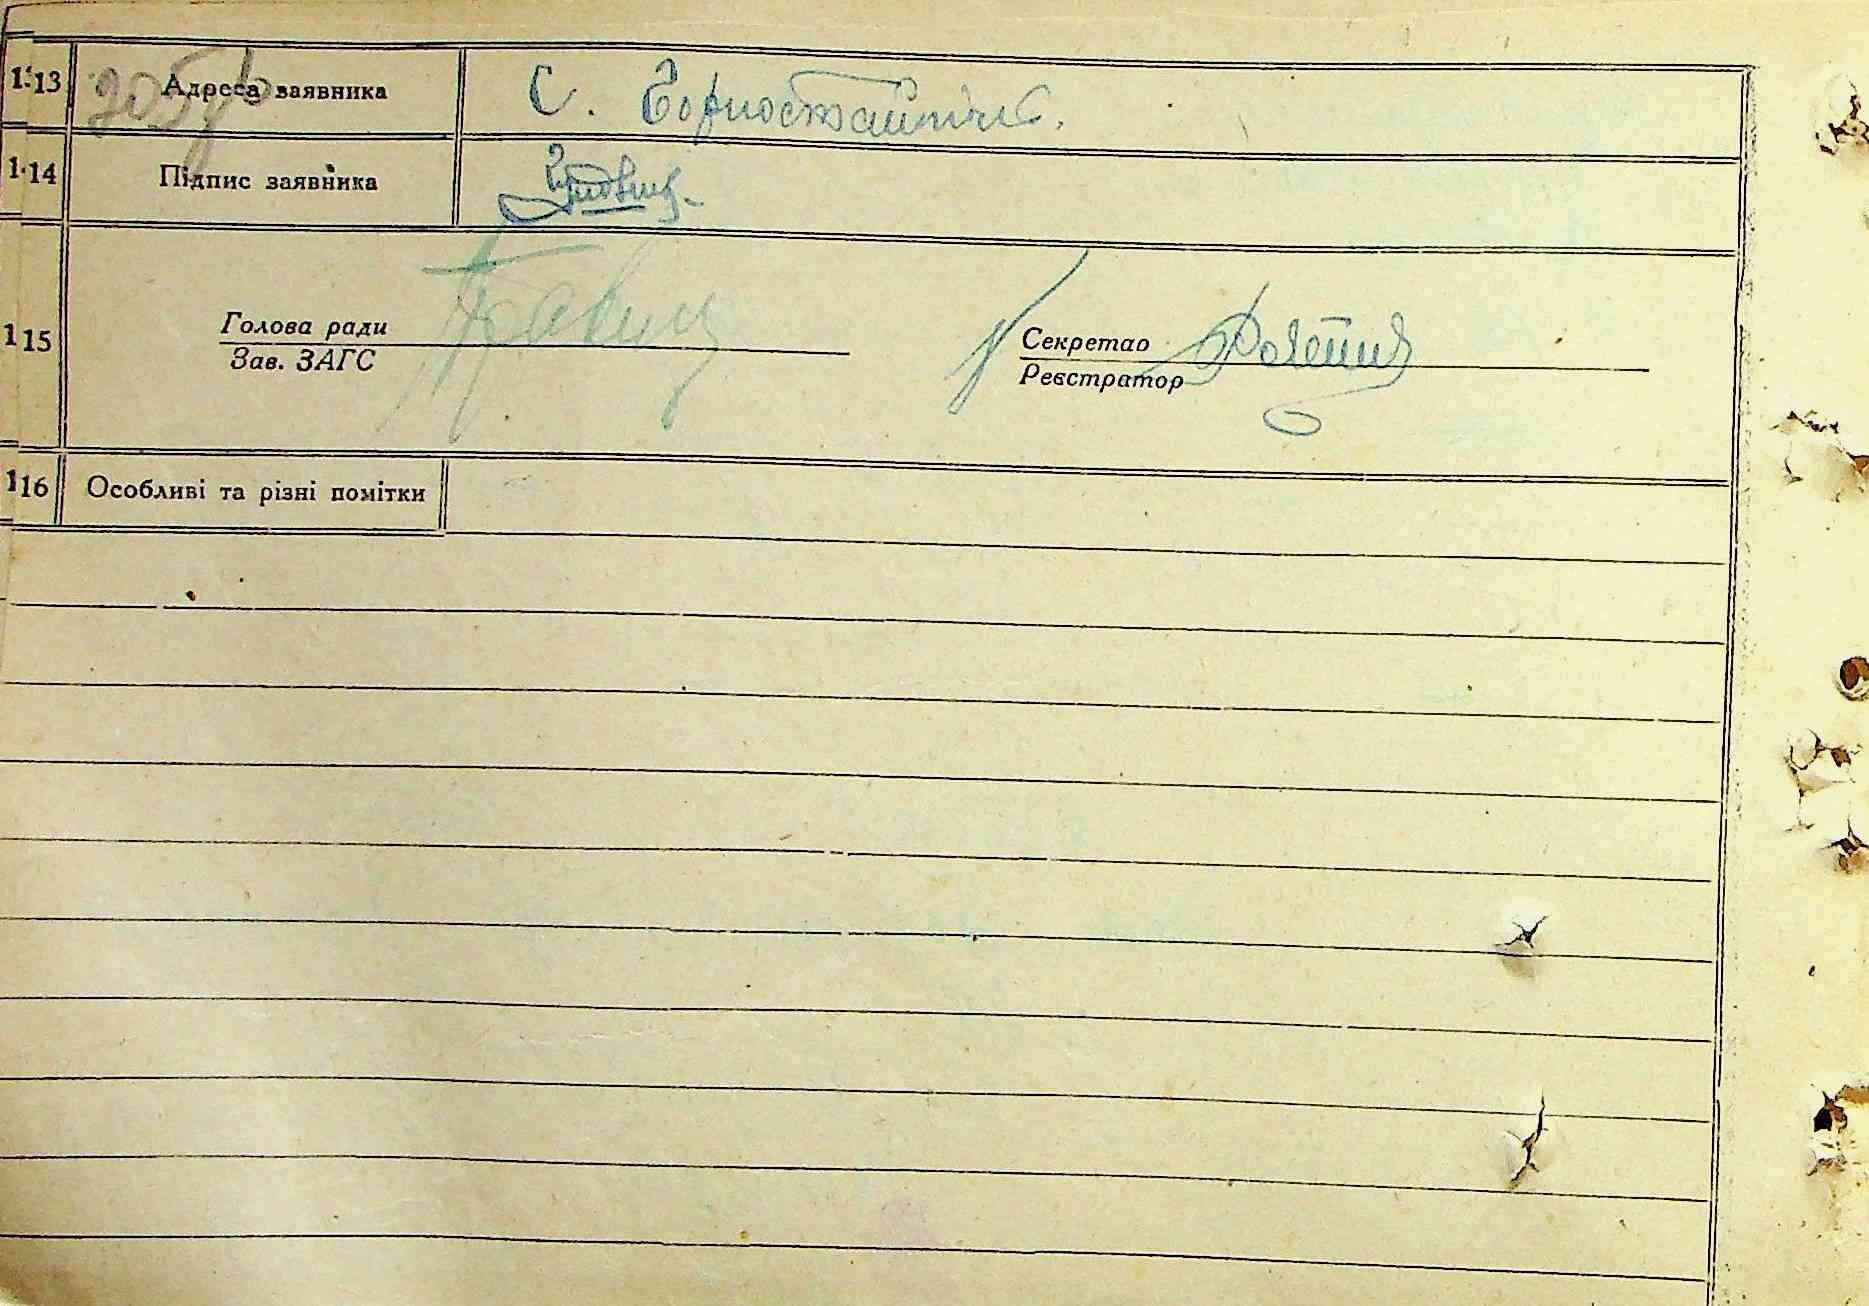 1·13 Адреса заявника С. Горностайпіль.
1·14 Підпис заявника
1 15 Голова ради Секретар
Зав. ЗАГС Реєстратор
1 16 Особливі та різні помітки